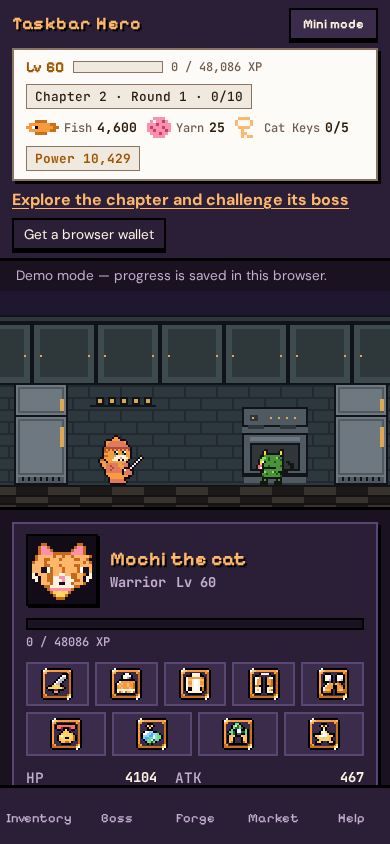 Taskbar Hero
Mini mode
Lv 60 0 / 48,086 XP
Chapter 2 · Round 1 · 0/10
Fish 4,600 Yarn 25 Cat Keys 0/5
Power 10,429
Explore the chapter and challenge its boss
Get a browser wallet
Demo mode — progress is saved in this browser.
Mochi the cat
Warrior Lv 60
0 / 48086 XP
HP 4104 ATK 467
Inventory Boss Forge Market Help